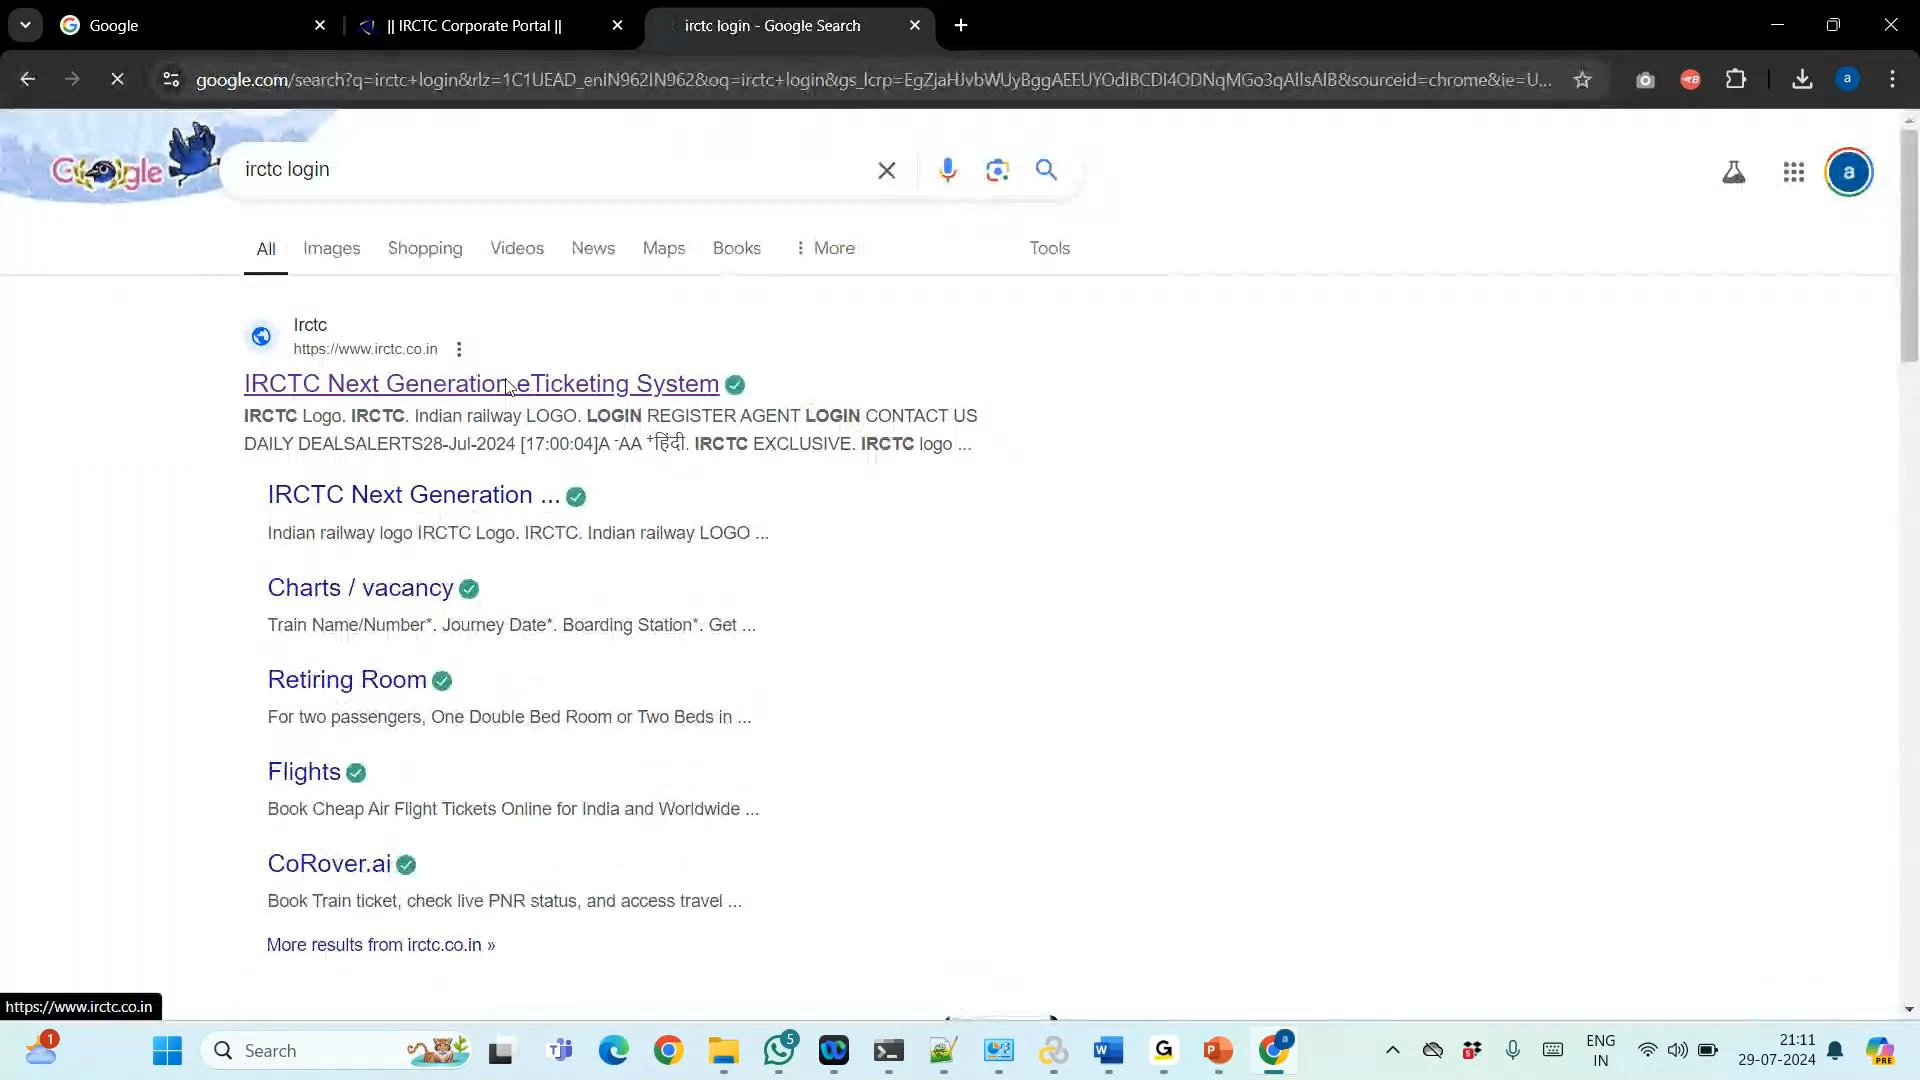 Google
|| IRCTC Corporate Portal ||
irctc login - Google Search
google.com/search?q=irctc+login&rlz=1C1UEAD_enIN962IN962&oq=irctc+login&gs_lcrp=
Google
irctc login
a
a
All Images Shopping Videos News Maps Books More Tools
Irctc
https://www.irctc.co.in
IRCTC Next Generation eTicketing System
IRCTC Logo. IRCTC. Indian railway LOGO. LOGIN REGISTER AGENT LOGIN CONTACT US
DAILY DEALSALERTS28-Jul-2024 [17:00:04]A -AA +हिंदी. IRCTC EXCLUSIVE. IRCTC logo ...
IRCTC Next Generation ...
Indian railway logo IRCTC Logo. IRCTC. Indian railway LOGO ...
Charts / vacancy
Train Name/Number*. Journey Date*. Boarding Station*. Get ...
Retiring Room
For two passengers, One Double Bed Room or Two Beds in ...
Flights
Book Cheap Air Flight Tickets Online for India and Worldwide ...
CoRover.ai
Book Train ticket, check live PNR status, and access travel ...
More results from irctc.co.in »
https://www.irctc.co.in
1
Search
5
ENG
IN
21:11
29-07-2024
PRE